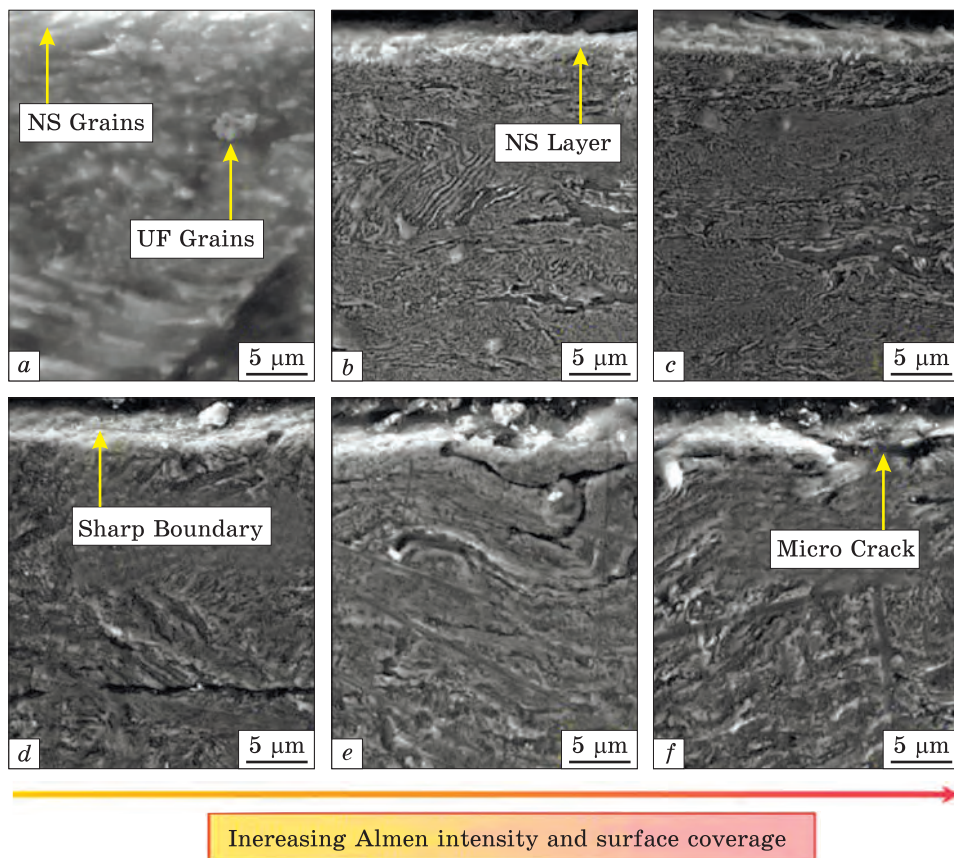 NS Grains
UF Grains
5 μm
a
NS Layer
5 μm
b
5 μm
c
Sharp Boundary
5 μm
d
5 μm
e
Micro Crack
5 μm
f
Inereasing Almen intensity and surface coverage